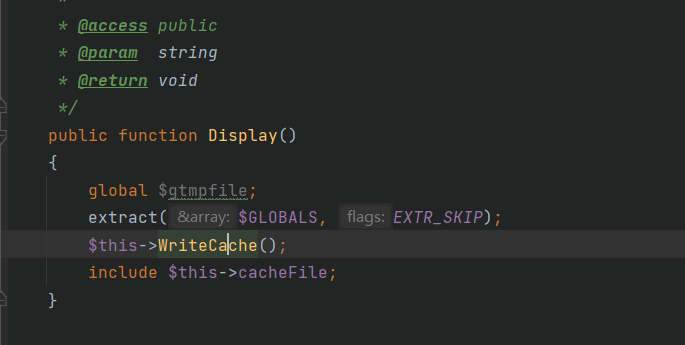 *
* @access public
* @param  string
* @return void
*/
public function Display()
{
    global $gtmpfile;
    extract( &array: $GLOBALS,  flags: EXTR_SKIP);
    $this->WriteCache();
    include $this->cacheFile;
}